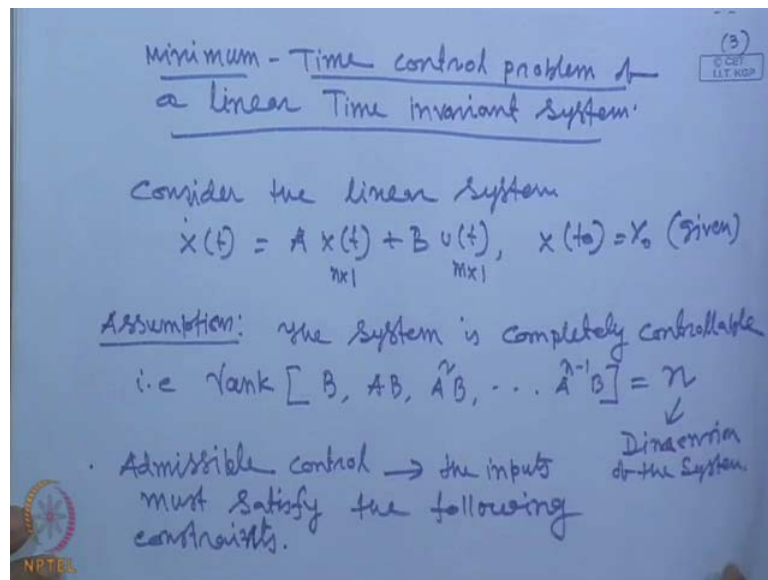 (3)
© CET
I.I.T. KGP
Minimum - Time control problem of
a linear Time invariant system.
Consider the linear system
ẋ(t) = A x(t) + B u(t), x(t0) = x0 (given)
n×1 m×1
Assumption: The system is completely controllable
i.e rank [ B, AB, A²B, ... Aⁿ⁻¹B ] = n
↙
Dimension
of the system
. Admissible control → the inputs
must satisfy the following
constraints.
NPTEL